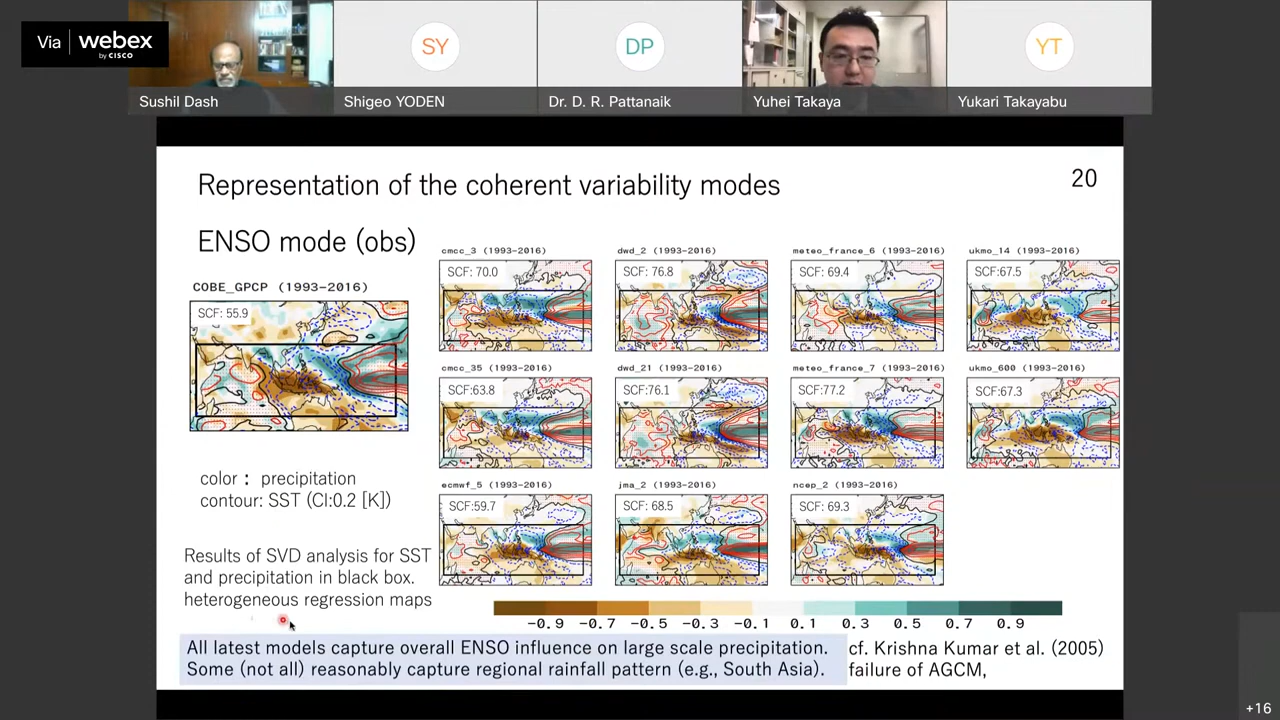 Via webex
by CISCO
SY
DP
YT
Sushil Dash
Shigeo YODEN
Dr. D. R. Pattanaik
Yuhei Takaya
Yukari Takayabu
Representation of the coherent variability modes
20
ENSO mode (obs)
COBE_GPCP (1993-2016)
SCF: 55.9
cmcc_3 (1993-2016)
SCF: 70.0
dwd_2 (1993-2016)
SCF: 76.8
meteo_france_6 (1993-2016)
SCF: 69.4
ukmo_14 (1993-2016)
SCF:67.5
cmcc_35 (1993-2016)
SCF:63.8
dwd_21 (1993-2016)
SCF:76.1
meteo_france_7 (1993-2016)
SCF:77.2
ukmo_600 (1993-2016)
SCF:67.3
ecmwf_5 (1993-2016)
SCF:59.7
jma_2 (1993-2016)
SCF: 68.5
ncep_2 (1993-2016)
SCF: 69.3
color : precipitation
contour: SST (CI:0.2 [K])
Results of SVD analysis for SST
and precipitation in black box.
heterogeneous regression maps
-0.9 -0.7 -0.5 -0.3 -0.1 0.1 0.3 0.5 0.7 0.9
All latest models capture overall ENSO influence on large scale precipitation.
Some (not all) reasonably capture regional rainfall pattern (e.g., South Asia).
cf. Krishna Kumar et al. (2005)
failure of AGCM,
+16